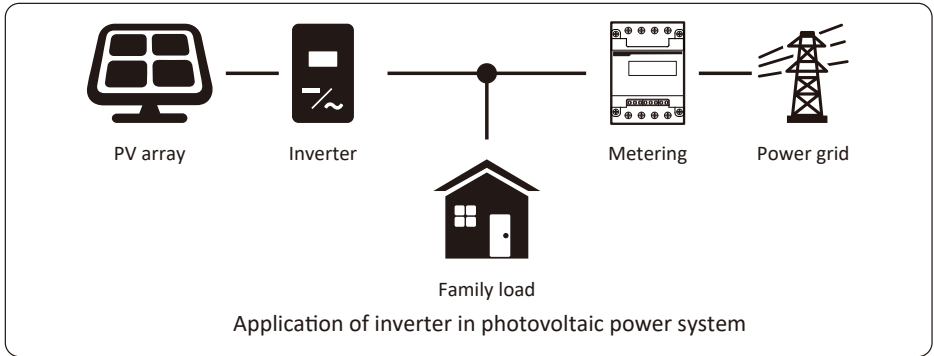 PV array
Inverter
Metering
Power grid
Family load
Application of inverter in photovoltaic power system